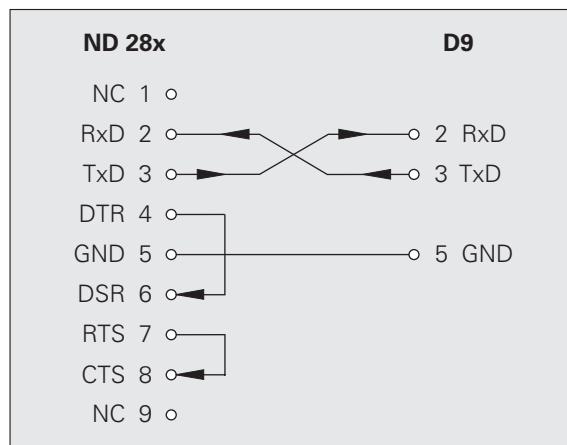 ND 28x D9
NC 1
RxD 2 2 RxD
TxD 3 3 TxD
DTR 4
GND 5 5 GND
DSR 6
RTS 7
CTS 8
NC 9